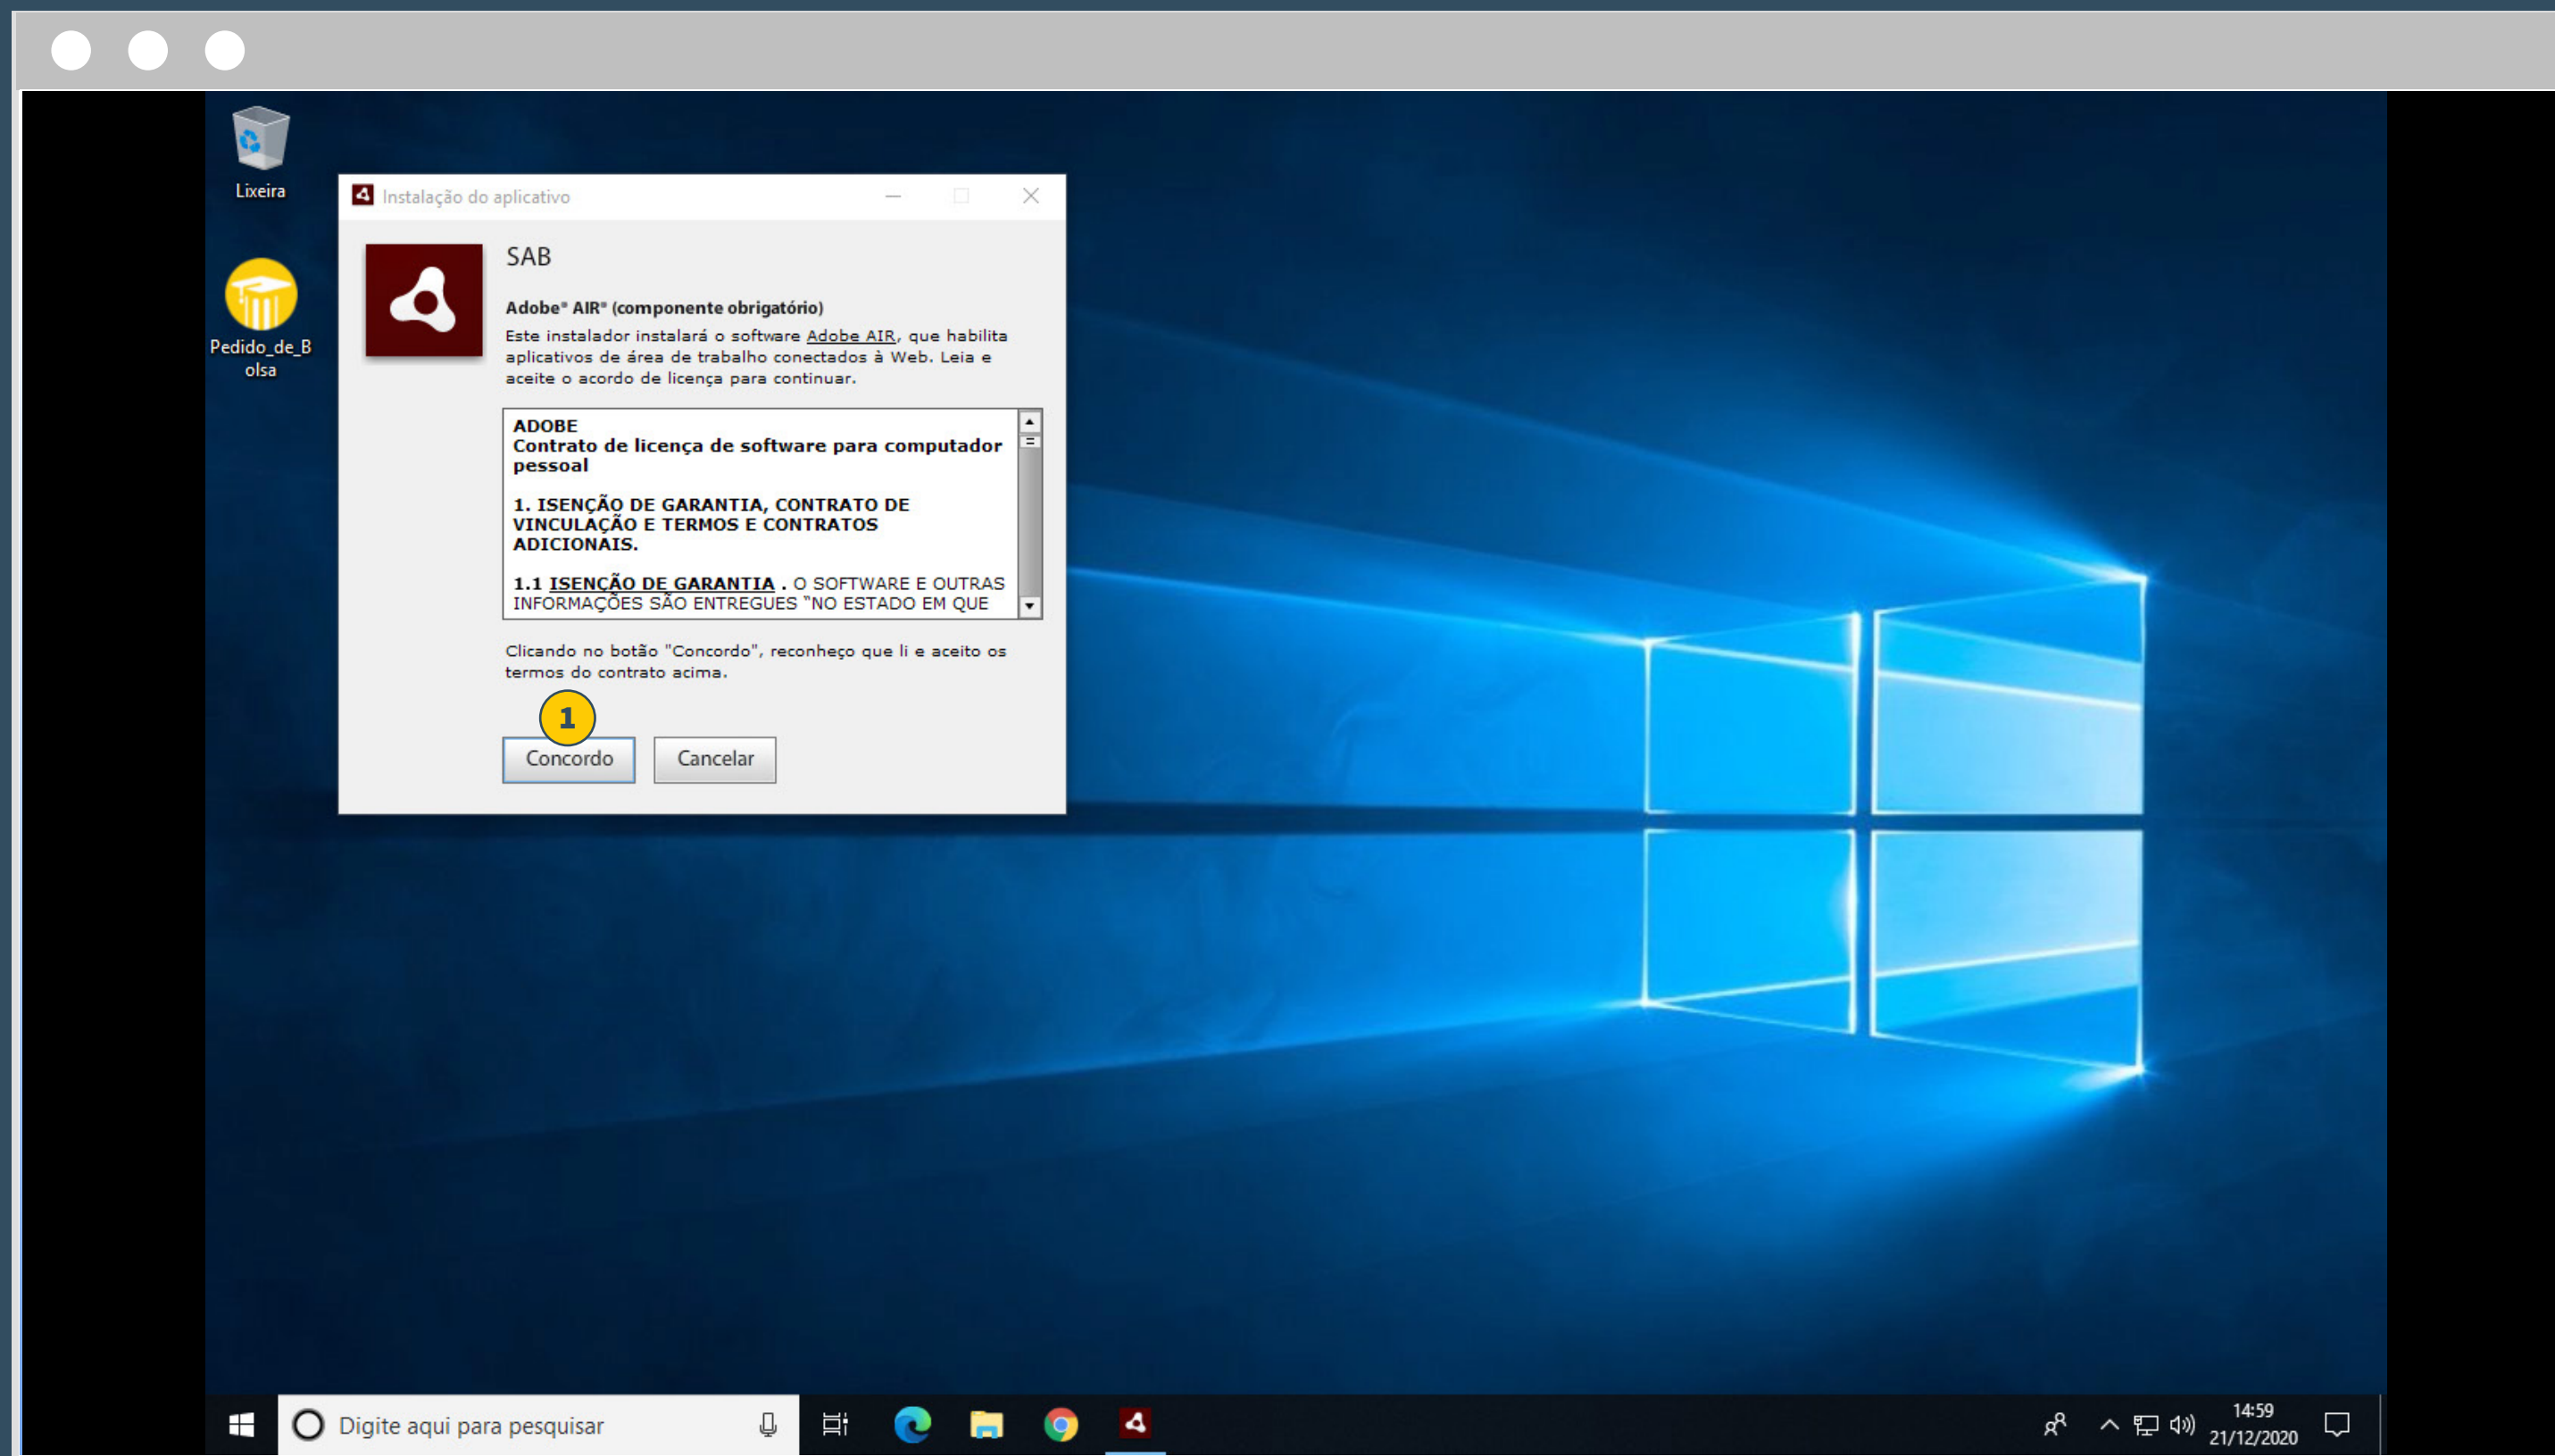 Lixeira
Pedido_de_B
olsa
Instalação do aplicativo
SAB
Adobe® AIR® (componente obrigatório)
Este instalador instalará o software Adobe AIR, que habilita
aplicativos de área de trabalho conectados à Web. Leia e
aceite o acordo de licença para continuar.
ADOBE
Contrato de licença de software para computador
pessoal
1. ISENÇÃO DE GARANTIA, CONTRATO DE
VINCULAÇÃO E TERMOS E CONTRATOS
ADICIONAIS.
1.1 ISENÇÃO DE GARANTIA . O SOFTWARE E OUTRAS
INFORMAÇÕES SÃO ENTREGUES “NO ESTADO EM QUE
Clicando no botão "Concordo", reconheço que li e aceito os
termos do contrato acima.
1
Concordo
Cancelar
Digite aqui para pesquisar
14:59
21/12/2020